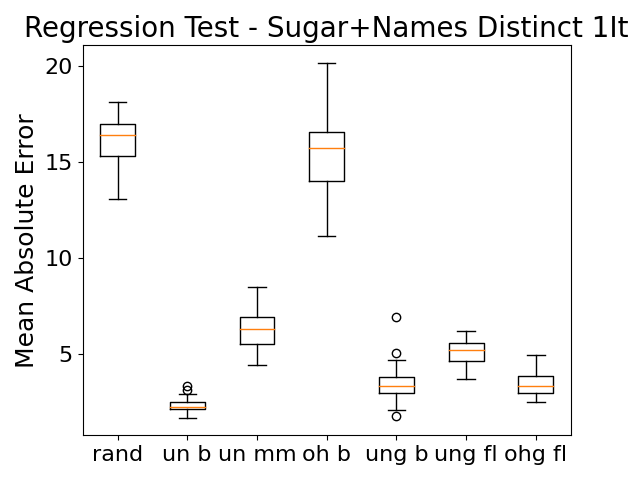 Regression Test - Sugar+Names Distinct 1It
Mean Absolute Error
20
15
10
5
rand un b un mm oh b ung b ung fl ohg fl